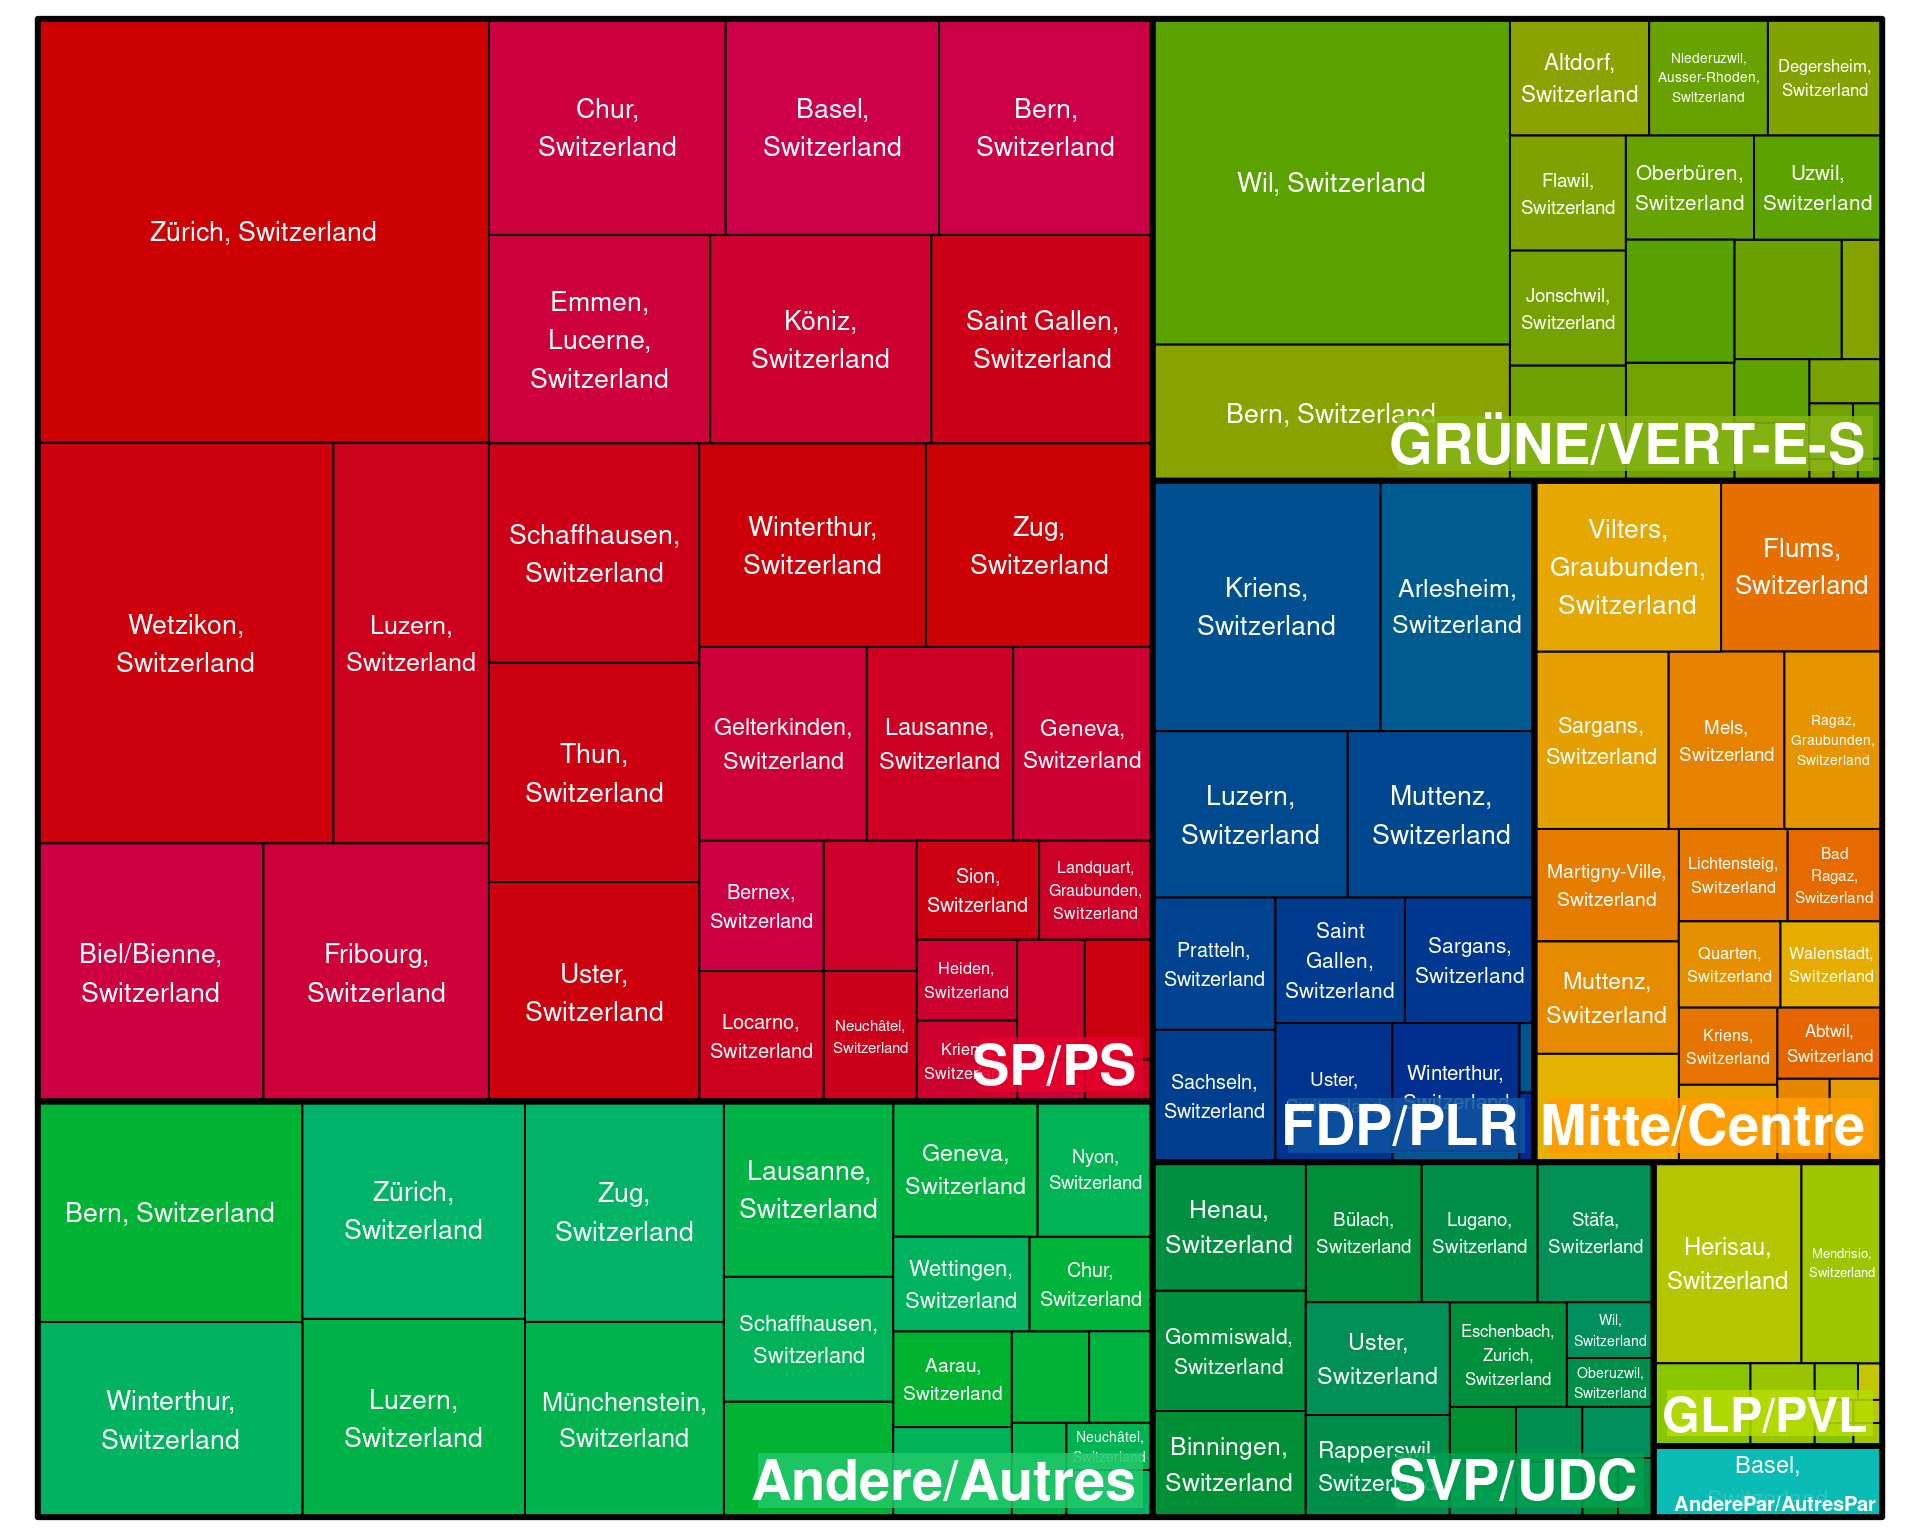 Zürich, Switzerland
Chur,
Switzerland
Basel,
Switzerland
Bern,
Switzerland
Emmen,
Lucerne,
Switzerland
Köniz,
Switzerland
Saint Gallen,
Switzerland
Wetzikon,
Switzerland
Luzern,
Switzerland
Schaffhausen,
Switzerland
Winterthur,
Switzerland
Zug,
Switzerland
Thun,
Switzerland
Gelterkinden,
Switzerland
Lausanne,
Switzerland
Geneva,
Switzerland
Biel/Bienne,
Switzerland
Fribourg,
Switzerland
Uster,
Switzerland
Bernex,
Switzerland
Sion,
Switzerland
Landquart,
Graubunden,
Switzerland
Locarno,
Switzerland
Neuchâtel,
Switzerland
Heiden,
Switzerland
Kriens,
Switzerland
SP/PS
Wil, Switzerland
Altdorf,
Switzerland
Niederuzwil,
Ausser-Rhoden,
Switzerland
Degersheim,
Switzerland
Flawil,
Switzerland
Oberbüren,
Switzerland
Uzwil,
Switzerland
Jonschwil,
Switzerland
Bern, Switzerland
GRÜNE/VERT-E-S
Kriens,
Switzerland
Arlesheim,
Switzerland
Luzern,
Switzerland
Muttenz,
Switzerland
Pratteln,
Switzerland
Saint
Gallen,
Switzerland
Sargans,
Switzerland
Sachseln,
Switzerland
Uster,
Switzerland
Winterthur,
Switzerland
FDP/PLR
Vilters,
Graubunden,
Switzerland
Flums,
Switzerland
Sargans,
Switzerland
Mels,
Switzerland
Ragaz,
Graubunden,
Switzerland
Martigny-Ville,
Switzerland
Lichtensteig,
Switzerland
Bad
Ragaz,
Switzerland
Muttenz,
Switzerland
Quarten,
Switzerland
Walenstadt,
Switzerland
Kriens,
Switzerland
Abtwil,
Switzerland
Mitte/Centre
Bern, Switzerland
Zürich,
Switzerland
Zug,
Switzerland
Lausanne,
Switzerland
Geneva,
Switzerland
Nyon,
Switzerland
Wettingen,
Switzerland
Chur,
Switzerland
Winterthur,
Switzerland
Luzern,
Switzerland
Münchenstein,
Switzerland
Schaffhausen,
Switzerland
Aarau,
Switzerland
Neuchâtel,
Switzerland
Andere/Autres
Henau,
Switzerland
Bülach,
Switzerland
Lugano,
Switzerland
Stäfa,
Switzerland
Gommiswald,
Switzerland
Uster,
Switzerland
Eschenbach,
Zurich,
Switzerland
Wil,
Switzerland
Oberuzwil,
Switzerland
Binningen,
Switzerland
Rapperswil,
Switzerland
SVP/UDC
Herisau,
Switzerland
Mendrisio,
Switzerland
GLP/PVL
Basel,
Switzerland
AnderePar/AutresPar